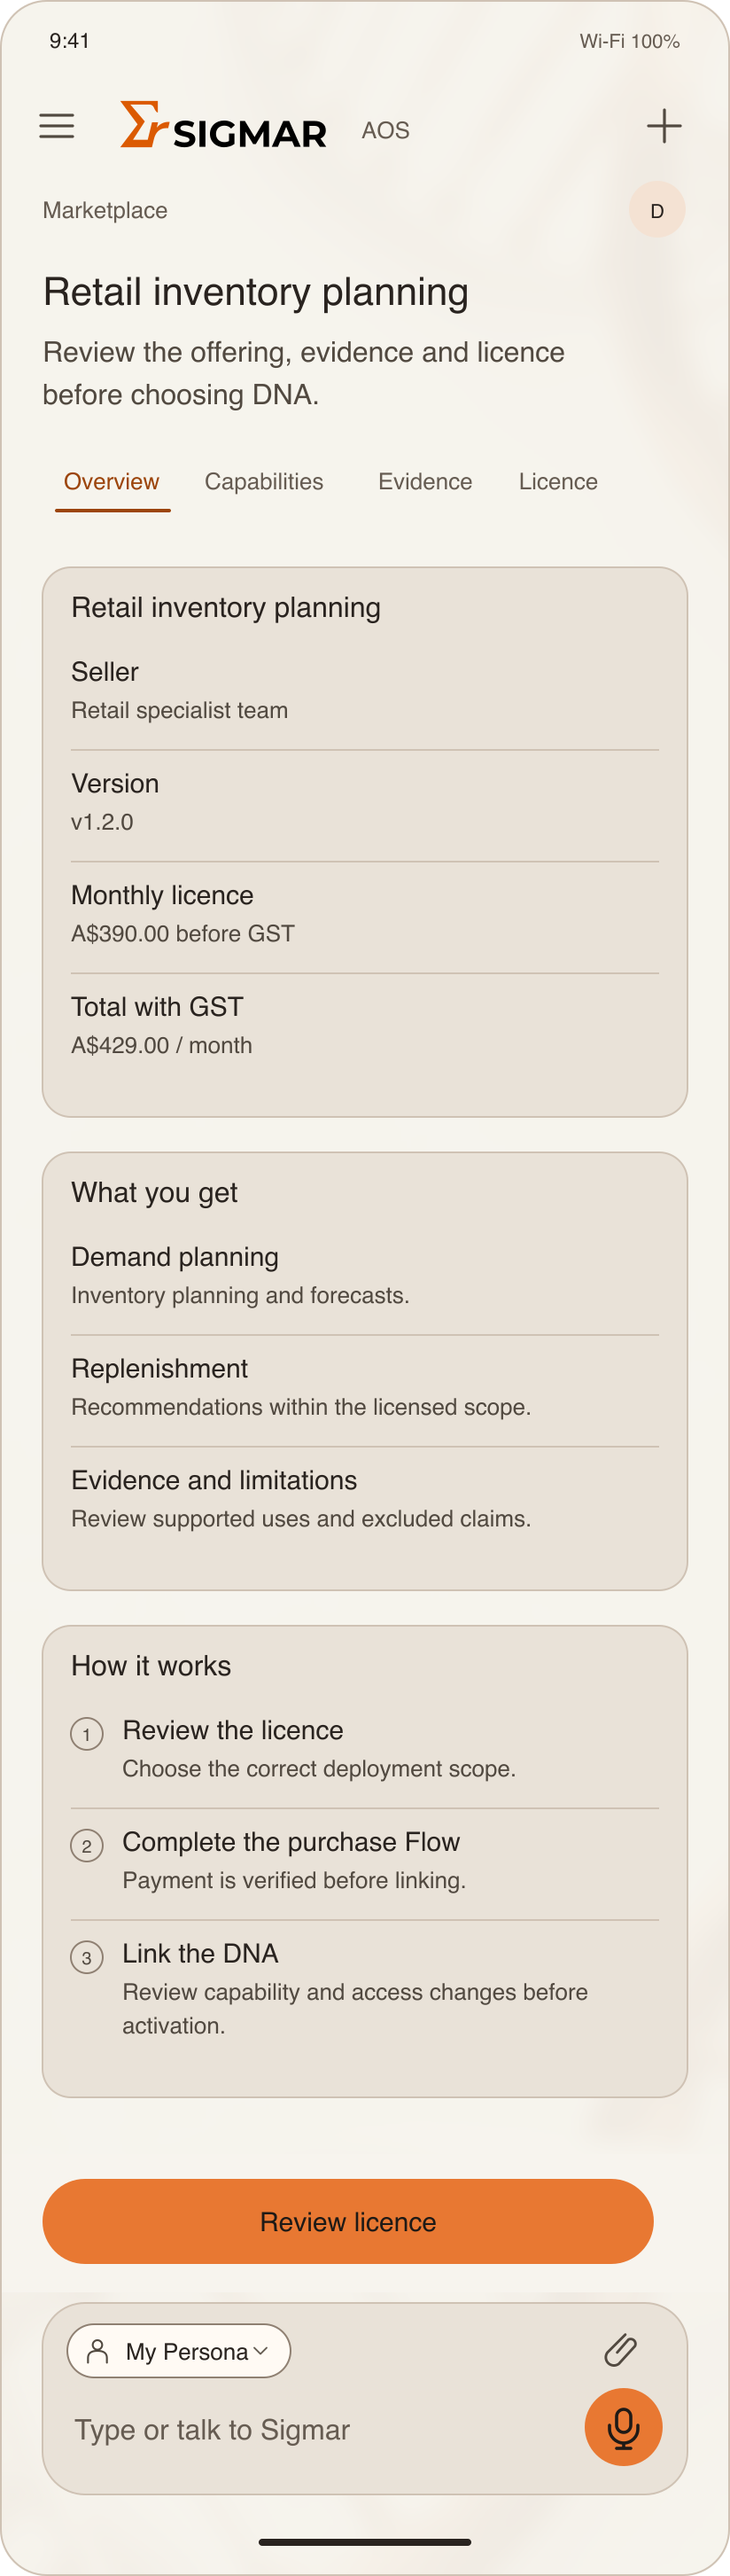 9:41
Wi-Fi 100%
Σr SIGMAR AOS
Marketplace
D
Retail inventory planning
Review the offering, evidence and licence
before choosing DNA.
Overview Capabilities Evidence Licence
Retail inventory planning
Seller
Retail specialist team
Version
v1.2.0
Monthly licence
A$390.00 before GST
Total with GST
A$429.00 / month
What you get
Demand planning
Inventory planning and forecasts.
Replenishment
Recommendations within the licensed scope.
Evidence and limitations
Review supported uses and excluded claims.
How it works
1 Review the licence
Choose the correct deployment scope.
2 Complete the purchase Flow
Payment is verified before linking.
3 Link the DNA
Review capability and access changes before
activation.
Review licence
My Persona
Type or talk to Sigmar